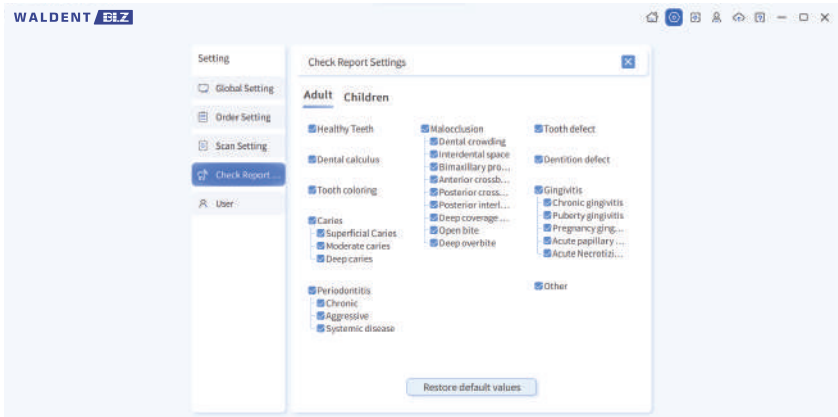 WALDENT BLZ
Setting
Global Setting
Order Setting
Scan Setting
Check Report ...
User
Check Report Settings
Adult Children
Healthy Teeth
Dental calculus
Tooth coloring
Caries
Superficial Caries
Moderate caries
Deep caries
Periodontitis
Chronic
Aggressive
Systemic disease
Malocclusion
Dental crowding
Interdental space
Bimaxillary pro...
Anterior crossb...
Posterior cross...
Posterior interl...
Deep coverage ...
Open bite
Deep overbite
Tooth defect
Dentition defect
Gingivitis
Chronic gingivitis
Puberty gingivitis
Pregnancy ging...
Acute papillary ...
Acute Necrotizi...
Other
Restore default values